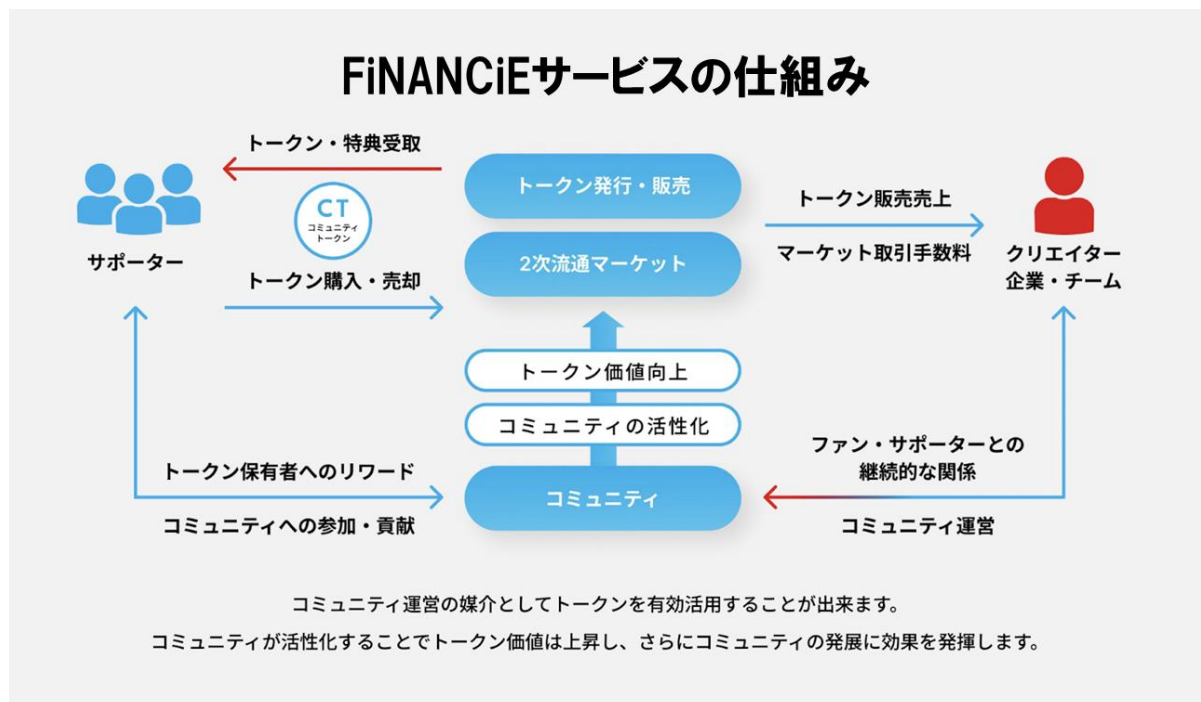 FiNANCiEサービスの仕組み
トークン・特典受取
CT
コミュニティ
トークン
サポーター
トークン購入・売却
トークン発行・販売
2次流通マーケット
トークン販売売上
マーケット取引手数料
クリエイター
企業・チーム
トークン価値向上
コミュニティの活性化
コミュニティ
トークン保有者へのリワード
コミュニティへの参加・貢献
ファン・サポーターとの
継続的な関係
コミュニティ運営
コミュニティ運営の媒介としてトークンを有効活用することが出来ます。
コミュニティが活性化することでトークン価値は上昇し、さらにコミュニティの発展に効果を発揮します。